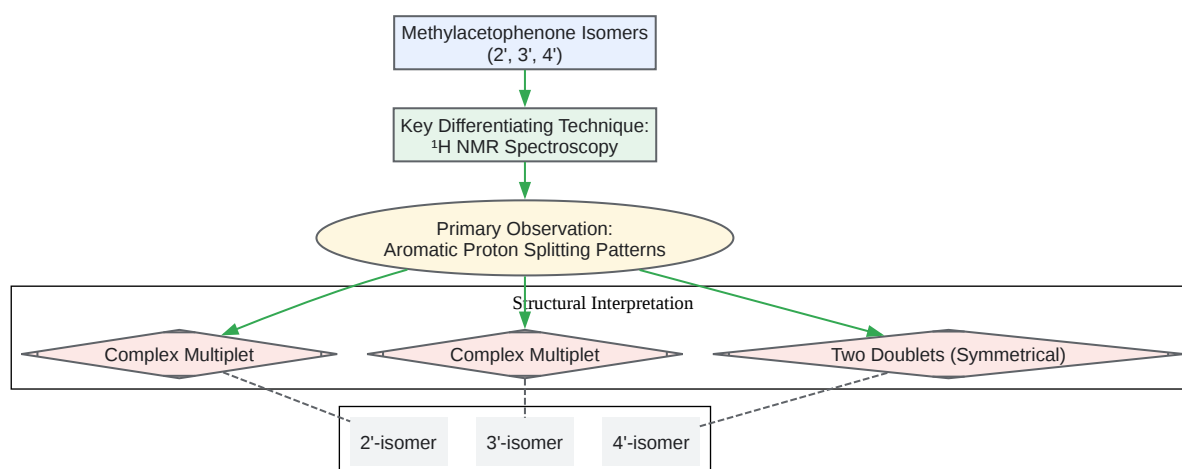 Methylacetophenone Isomers
(2', 3', 4')
Key Differentiating Technique:
¹H NMR Spectroscopy
Primary Observation:
Aromatic Proton Splitting Patterns
Structural Interpretation
Complex Multiplet
Complex Multiplet
Two Doublets (Symmetrical)
2'-isomer
3'-isomer
4'-isomer